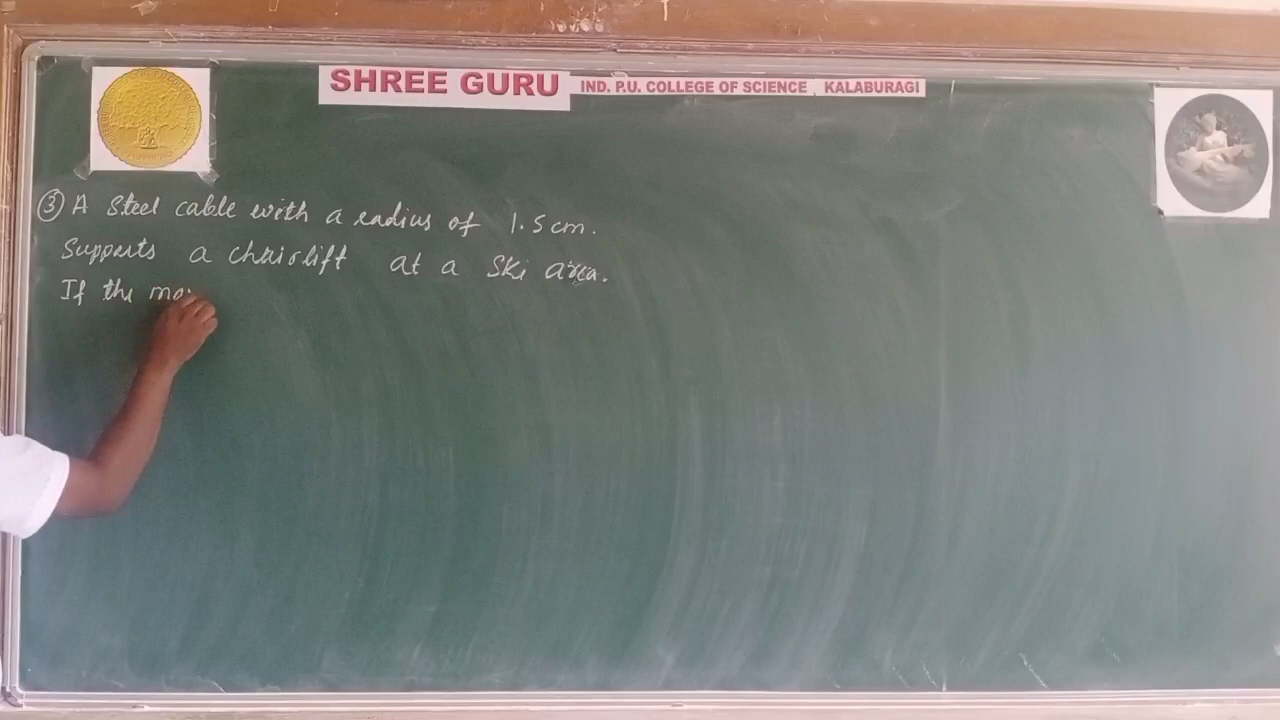 SHREE GURU IND. P.U. COLLEGE OF SCIENCE , KALABURAGI
③ A Steel cable with a radius of 1.5 cm.
Supports a chairlift at a Ski area.
If the